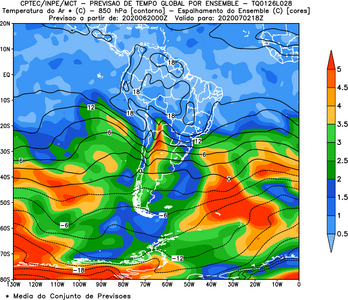 CPTEC/INPE/MCT – PREVISAO DE TEMPO GLOBAL POR ENSEMBLE – TQ0126L028
Temperatura do Ar * (C) – 850 hPa [contorno] – Espalhamento do Ensemble (C) [cores]
Previsao a partir de: 2020062000Z  Valido para: 2020070218Z
20N
10N
EQ
10S
20S
30S
40S
50S
60S
70S
80S
130W 120W 110W 100W 90W 80W 70W 60W 50W 40W 30W 20W 10W 0
18
18
18
12
12
6
6
0
-6
-6
-12
-18
5
4.5
4
3.5
3
2.5
2
1.5
1
0.5
* Media do Conjunto de Previsoes